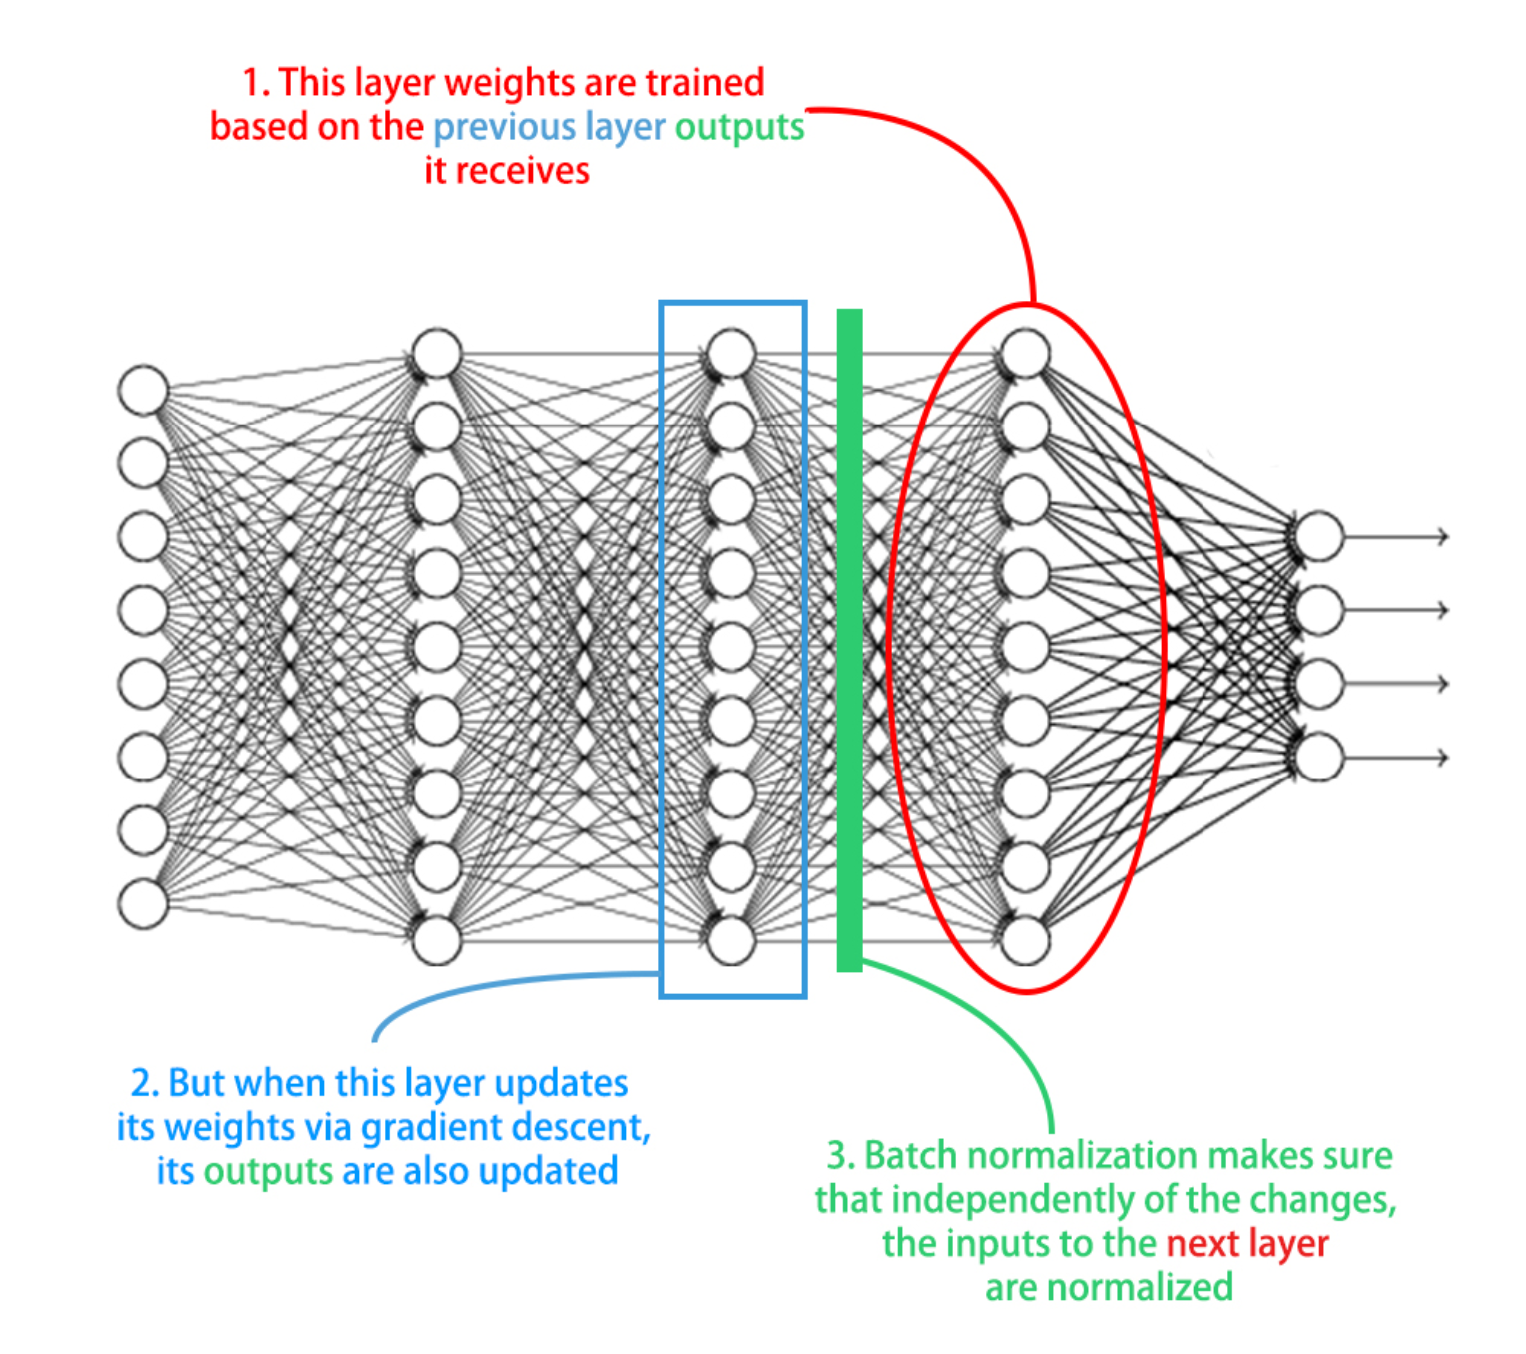 1. This layer weights are trained
based on the previous layer outputs
it receives
2. But when this layer updates
its weights via gradient descent,
its outputs are also updated
3. Batch normalization makes sure
that independently of the changes,
the inputs to the next layer
are normalized